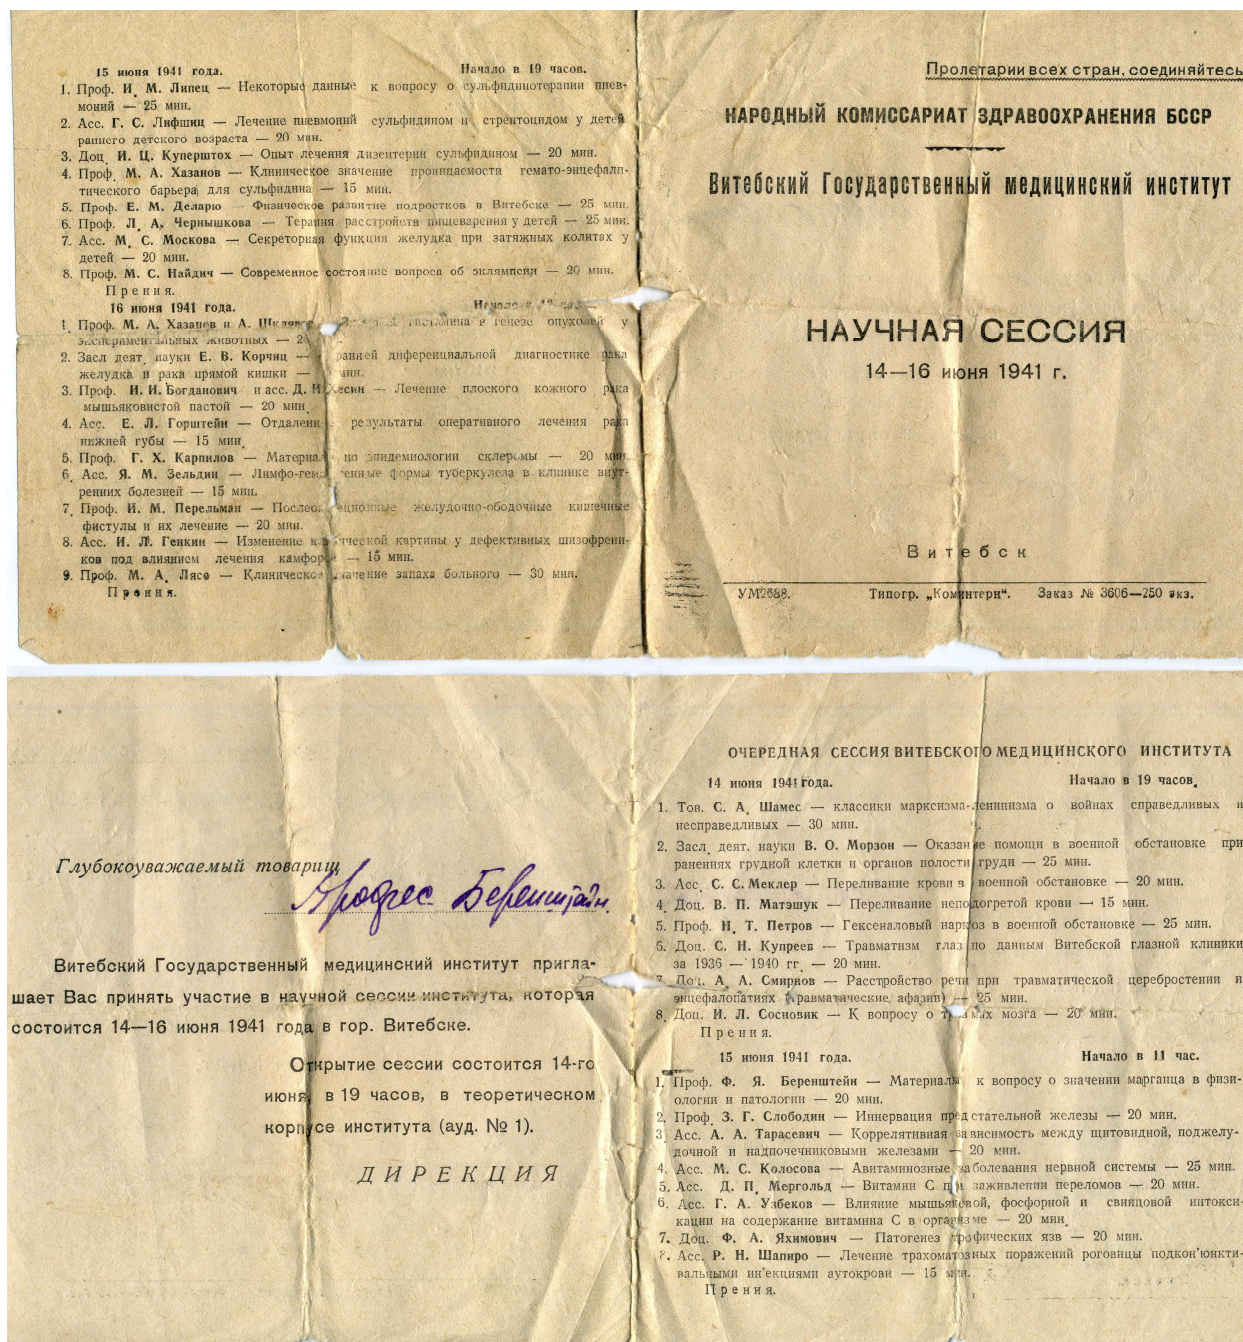 15 июня 1941 года. Начало в 19 часов.
1. Проф. И. М. Липец — Некоторые данные к вопросу о сульфидинотерапии пнев-
моний — 25 мин.
2. Асс. Г. С. Лифшиц — Лечение пневмоний сульфидином и стрептоцидом у детей
раннего детского возраста — 20 мин.
3. Доц. И. Ц. Куперштох — Опыт лечения дизентерии сульфидином — 20 мин.
4. Проф. М. А. Хазанов — Клиническое значение проницаемости гемато-энцефали-
тического барьера для сульфидина — 15 мин.
5. Проф. Е. М. Деларю — Физическое развитие подростков в Витебске — 25 мин.
6. Проф. Л. А. Чернышкова — Терапия расстройств пищеварения у детей — 25 мин.
7. Асс. М. С. Москова — Секреторная функция желудка при затяжных колитах у
детей — 20 мин.
8. Проф. М. С. Найдич — Современное состояние вопроса об эклямпсии — 20 мин.
Прения.
16 июня 1941 года. Начало в
1. Проф. М. А. Хазанов и А. гистамина в генезе опухолей у
экспериментальных животных —
2. Засл деят. науки Е. В. Корчиц — ранней диференциальной диагностике рака
желудка и рака прямой кишки — мин.
3. Проф. И. И. Богданович и асс. Д. — Лечение плоского кожного рака
мышьяковистой пастой — 20 мин.
4. Асс. Е. Л. Горштейн — Отдаленные результаты оперативного лечения рака
нижней губы — 15 мин.
5. Проф. Г. Х. Карпилов — Материалы по эпидемиологии склеромы — 20 мин.
6. Асс. Я. М. Зельдин — Лимфо-гематогенные формы туберкулеза в клинике внут-
ренних болезней — 15 мин.
7. Проф. И. М. Перельман — Послеоперационные желудочно-ободочные кишечные
фистулы и их лечение — 20 мин.
8. Асс. И. Л. Генкин — Изменение клинической картины у дефективных шизофрени-
ков под влиянием лечения камфорой — 15 мин.
9. Проф. М. А. Лясс — Клиническое значение запаха больного — 30 мин.
Прения.
Пролетарии всех стран, соединяйтесь
НАРОДНЫЙ КОМИССАРИАТ ЗДРАВООХРАНЕНИЯ БССР
Витебский Государственный медицинский институт
НАУЧНАЯ СЕССИЯ
14—16 июня 1941 г.
Витебск
УМ2688. Типогр. „Коминтерн“. Заказ № 3606—250 экз.
Глубокоуважаемый товарищ
Профес Беренштейн.
Витебский Государственный медицинский институт пригла-
шает Вас принять участие в научной сессии института, которая
состоится 14—16 июня 1941 года в гор. Витебске.
Открытие сессии состоится 14-го
июня, в 19 часов, в теоретическом
корпусе института (ауд. № 1).
ДИРЕКЦИЯ
ОЧЕРЕДНАЯ СЕССИЯ ВИТЕБСКОГО МЕДИЦИНСКОГО ИНСТИТУТА
14 июня 1941 года. Начало в 19 часов.
1. Тов. С. А. Шамес — классики марксизма-ленинизма о войнах справедливых и
несправедливых — 30 мин.
2. Засл. деят. науки В. О. Морзон — Оказание помощи в военной обстановке при
ранениях грудной клетки и органов полости груди — 25 мин.
3. Асс. С. С. Меклер — Переливание крови в военной обстановке — 20 мин.
4. Доц. В. П. Матэшук — Переливание неподогретой крови — 15 мин.
5. Проф. Н. Т. Петров — Гексеналовый наркоз в военной обстановке — 25 мин.
6. Доц. С. Н. Купреев — Травматизм глаз по данным Витебской глазной клиники
за 1936 — 1940 гг. — 20 мин.
7. Доц. А. А. Смирнов — Расстройство речи при травматической церебростении и
энцефалопатиях (травматические афазии) — 25 мин.
8. Доц. И. Л. Сосновик — К вопросу о травмах мозга — 20 мин.
Прения.
15 июня 1941 года. Начало в 11 час.
1. Проф. Ф. Я. Беренштейн — Материалы к вопросу о значении марганца в физи-
ологии и патологии — 20 мин.
2. Проф. З. Г. Слободин — Иннервация предстательной железы — 20 мин.
3. Асс. А. А. Тарасевич — Коррелятивная зависимость между щитовидной, поджелу-
дочной и надпочечниковыми железами — 20 мин.
4. Асс. М. С. Колосова — Авитаминозные заболевания нервной системы — 25 мин.
5. Асс. Д. П. Мергольд — Витамин С при заживлении переломов — 20 мин.
6. Асс. Г. А. Узбеков — Влияние мышьяковой, фосфорной и свинцовой интокси-
кации на содержание витамина С в организме — 20 мин.
7. Доц. Ф. А. Яхимович — Патогенез трофических язв — 20 мин.
8. Асс. Р. Н. Шапиро — Лечение трахоматозных поражений роговицы подкон'юнкти-
вальными ин'екциями аутокрови — 15 мин.
Прения.